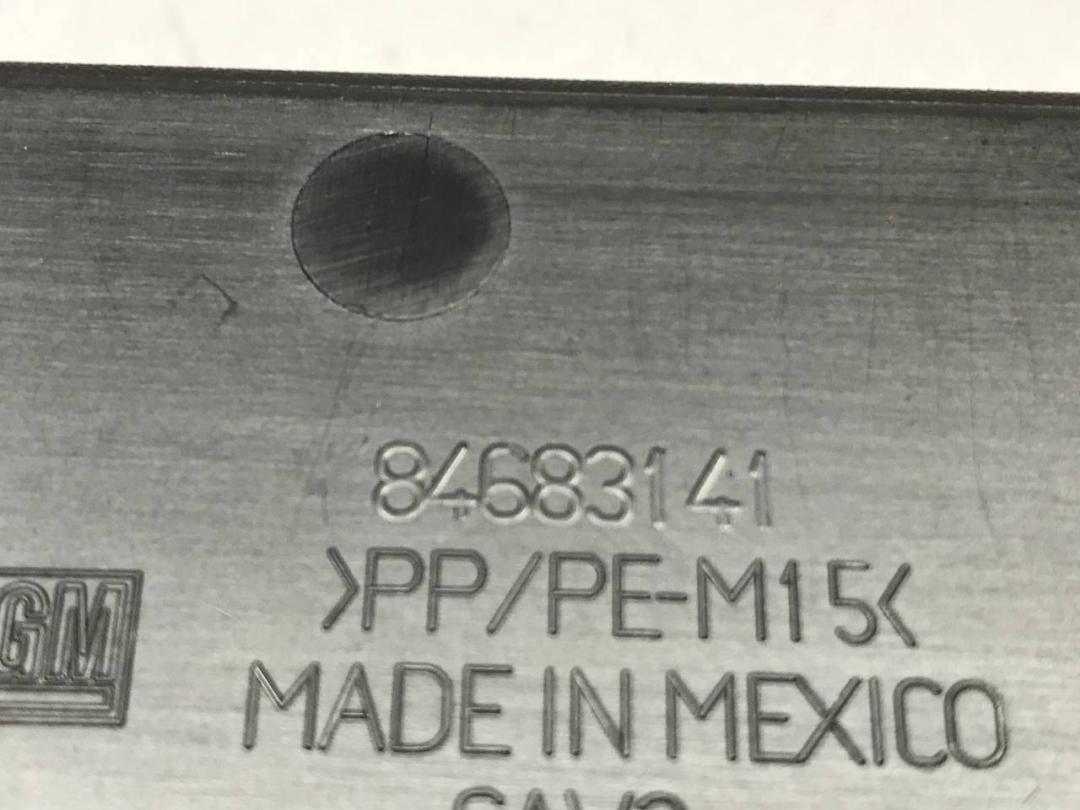 84683141
>PP/PE-M15<
GM
MADE IN MEXICO